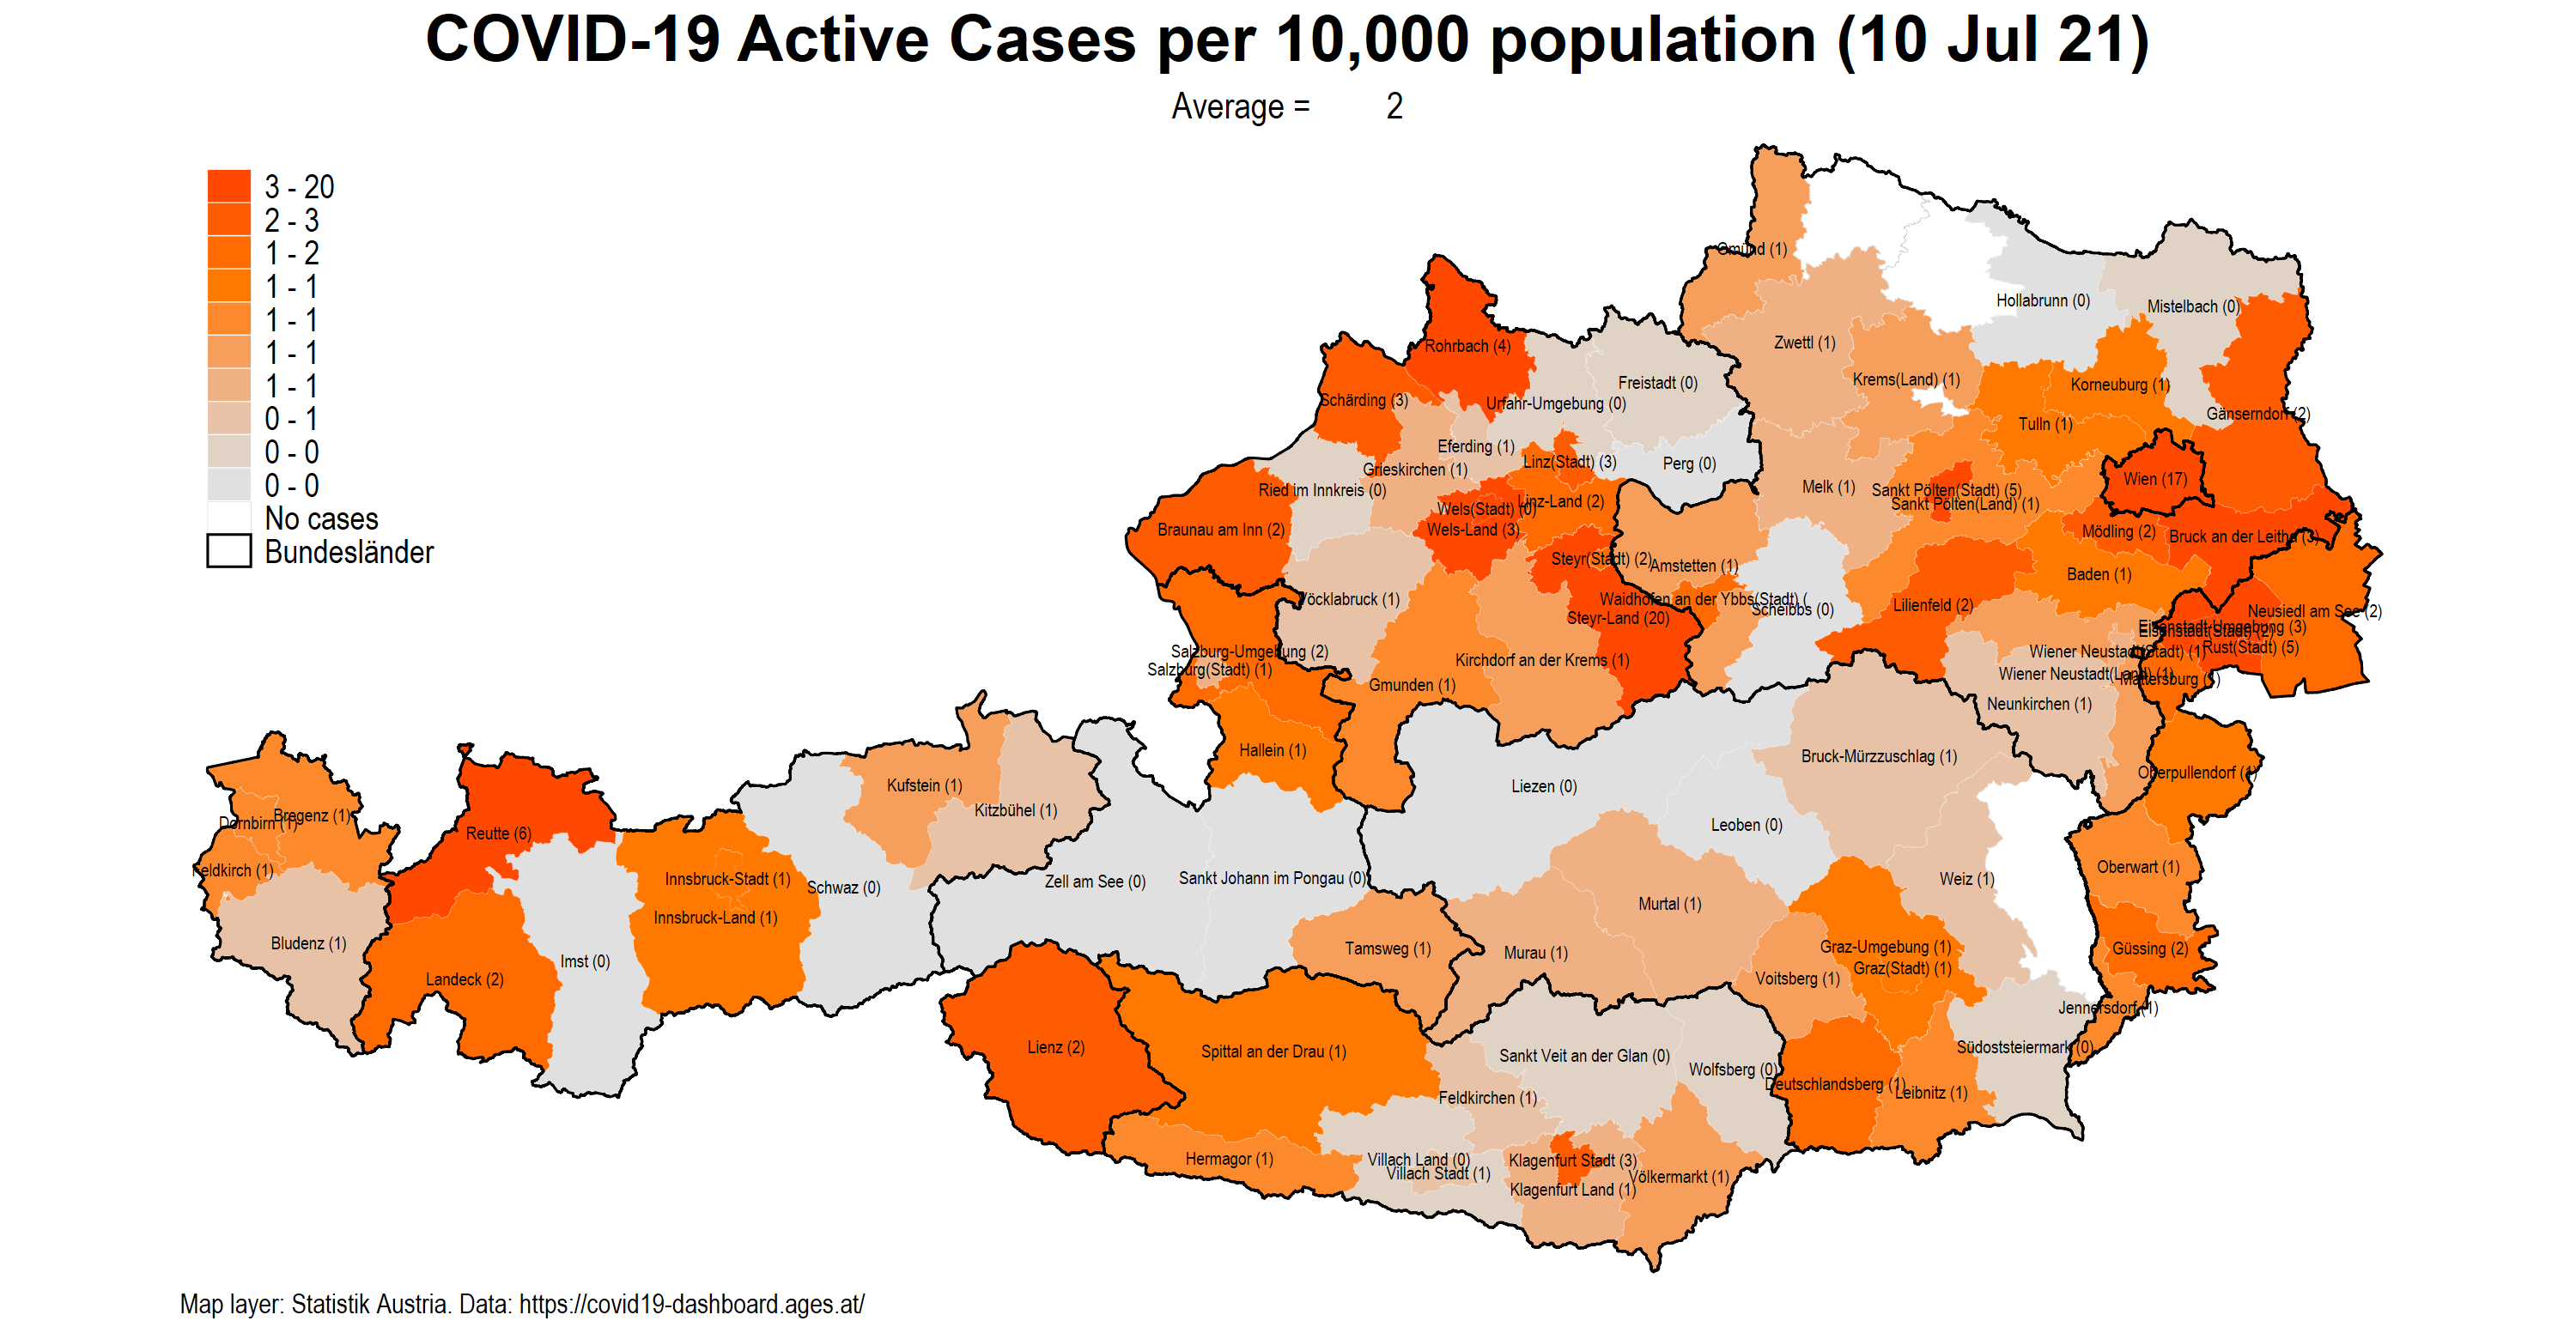 COVID-19 Active Cases per 10,000 population (10 Jul 21)
Average = 2
3 - 20
2 - 3
1 - 2
1 - 1
1 - 1
1 - 1
1 - 1
0 - 1
0 - 0
0 - 0
No cases
Bundesländer
Gmünd (1)
Hollabrunn (0)
Mistelbach (0)
Zwettl (1)
Rohrbach (4)
Krems(Land) (1)
Korneuburg (1)
Freistadt (0)
Schärding (3)
Urfahr-Umgebung (0)
Gänserndorf (2)
Tulln (1)
Eferding (1)
Linz(Stadt) (3)
Perg (0)
Grieskirchen (1)
Wien (17)
Melk (1)
Ried im Innkreis (0)
Sankt Pölten(Stadt) (5)
Sankt Pölten(Land) (1)
Linz-Land (2)
Wels(Stadt) (0)
Wels-Land (3)
Braunau am Inn (2)
Mödling (2)
Bruck an der Leitha (3)
Steyr(Stadt) (2)
Amstetten (1)
Baden (1)
Vöcklabruck (1)
Waidhofen an der Ybbs(Stadt) (
Scheibbs (0)
Lilienfeld (2)
Neusiedl am See (2)
Steyr-Land (20)
Eisenstadt-Umgebung (3)
Eisenstadt(Stadt) (2)
Rust(Stadt) (5)
Salzburg-Umgebung (2)
Wiener Neustadt(Stadt) (1)
Kirchdorf an der Krems (1)
Salzburg(Stadt) (1)
Wiener Neustadt(Land) (1)
Mattersburg
Gmunden (1)
Neunkirchen (1)
Hallein (1)
Bruck-Mürzzuschlag (1)
Oberpullendorf (1)
Kufstein (1)
Liezen (0)
Kitzbühel (1)
Bregenz (1)
Dornbirn (1)
Leoben (0)
Reutte (6)
Oberwart (1)
Feldkirch (1)
Innsbruck-Stadt (1)
Schwaz (0)
Zell am See (0)
Sankt Johann im Pongau (0)
Weiz (1)
Murtal (1)
Innsbruck-Land (1)
Bludenz (1)
Graz-Umgebung (1)
Güssing (2)
Tamsweg (1)
Murau (1)
Imst (0)
Graz(Stadt) (1)
Landeck (2)
Voitsberg (1)
Jennersdorf (1)
Lienz (2)
Spittal an der Drau (1)
Südoststeiermark (0)
Sankt Veit an der Glan (0)
Wolfsberg (0)
Deutschlandsberg (1)
Leibnitz (1)
Feldkirchen (1)
Hermagor (1)
Villach Land (0)
Klagenfurt Stadt (3)
Villach Stadt (1)
Völkermarkt (1)
Klagenfurt Land (1)
Map layer: Statistik Austria. Data: https://covid19-dashboard.ages.at/